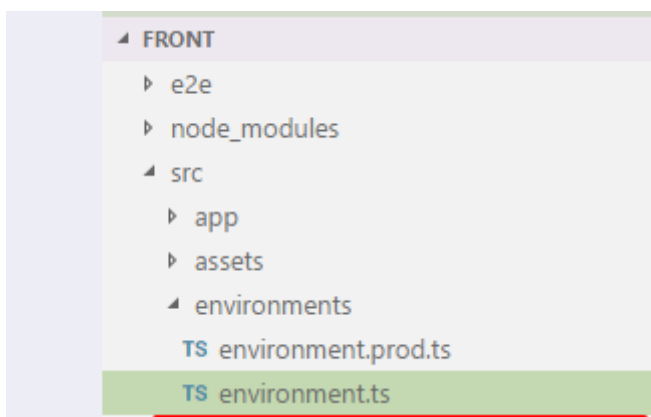 FRONT
e2e
node_modules
src
app
assets
environments
TS environment.prod.ts
TS environment.ts